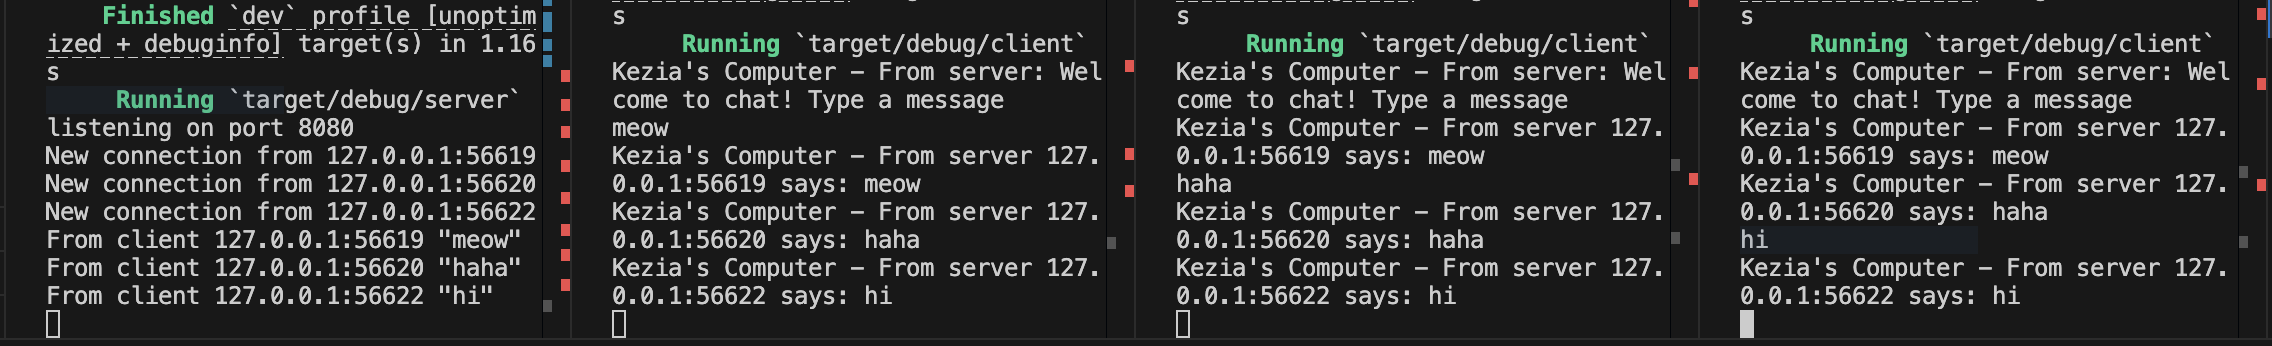 Finished `dev` profile [unoptim
ized + debuginfo] target(s) in 1.16
s
Running `target/debug/server`
listening on port 8080
New connection from 127.0.0.1:56619
New connection from 127.0.0.1:56620
New connection from 127.0.0.1:56622
From client 127.0.0.1:56619 "meow"
From client 127.0.0.1:56620 "haha"
From client 127.0.0.1:56622 "hi"
s
Running `target/debug/client`
Kezia's Computer - From server: Wel
come to chat! Type a message
meow
Kezia's Computer - From server 127.
0.0.1:56619 says: meow
Kezia's Computer - From server 127.
0.0.1:56620 says: haha
Kezia's Computer - From server 127.
0.0.1:56622 says: hi
s
Running `target/debug/client`
Kezia's Computer - From server: Wel
come to chat! Type a message
Kezia's Computer - From server 127.
0.0.1:56619 says: meow
haha
Kezia's Computer - From server 127.
0.0.1:56620 says: haha
Kezia's Computer - From server 127.
0.0.1:56622 says: hi
s
Running `target/debug/client`
Kezia's Computer - From server: Wel
come to chat! Type a message
Kezia's Computer - From server 127.
0.0.1:56619 says: meow
Kezia's Computer - From server 127.
0.0.1:56620 says: haha
hi
Kezia's Computer - From server 127.
0.0.1:56622 says: hi